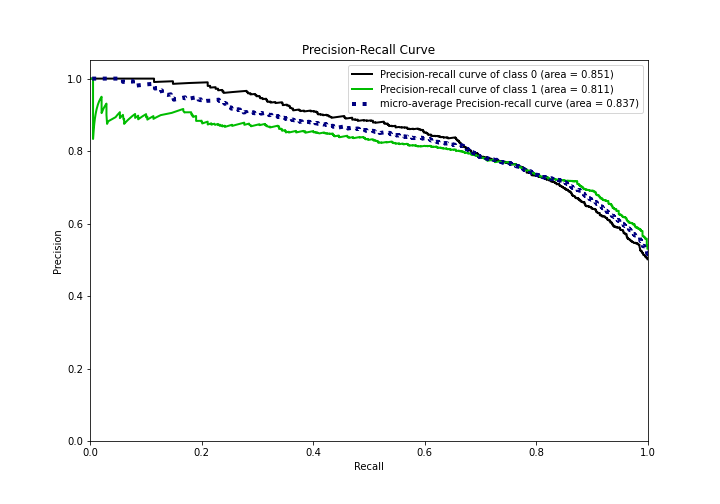 Precision-Recall Curve
Precision-recall curve of class 0 (area = 0.851)
Precision-recall curve of class 1 (area = 0.811)
micro-average Precision-recall curve (area = 0.837)
1.0
0.8
0.6
0.4
0.2
0.0
Precision
0.0 0.2 0.4 0.6 0.8 1.0
Recall